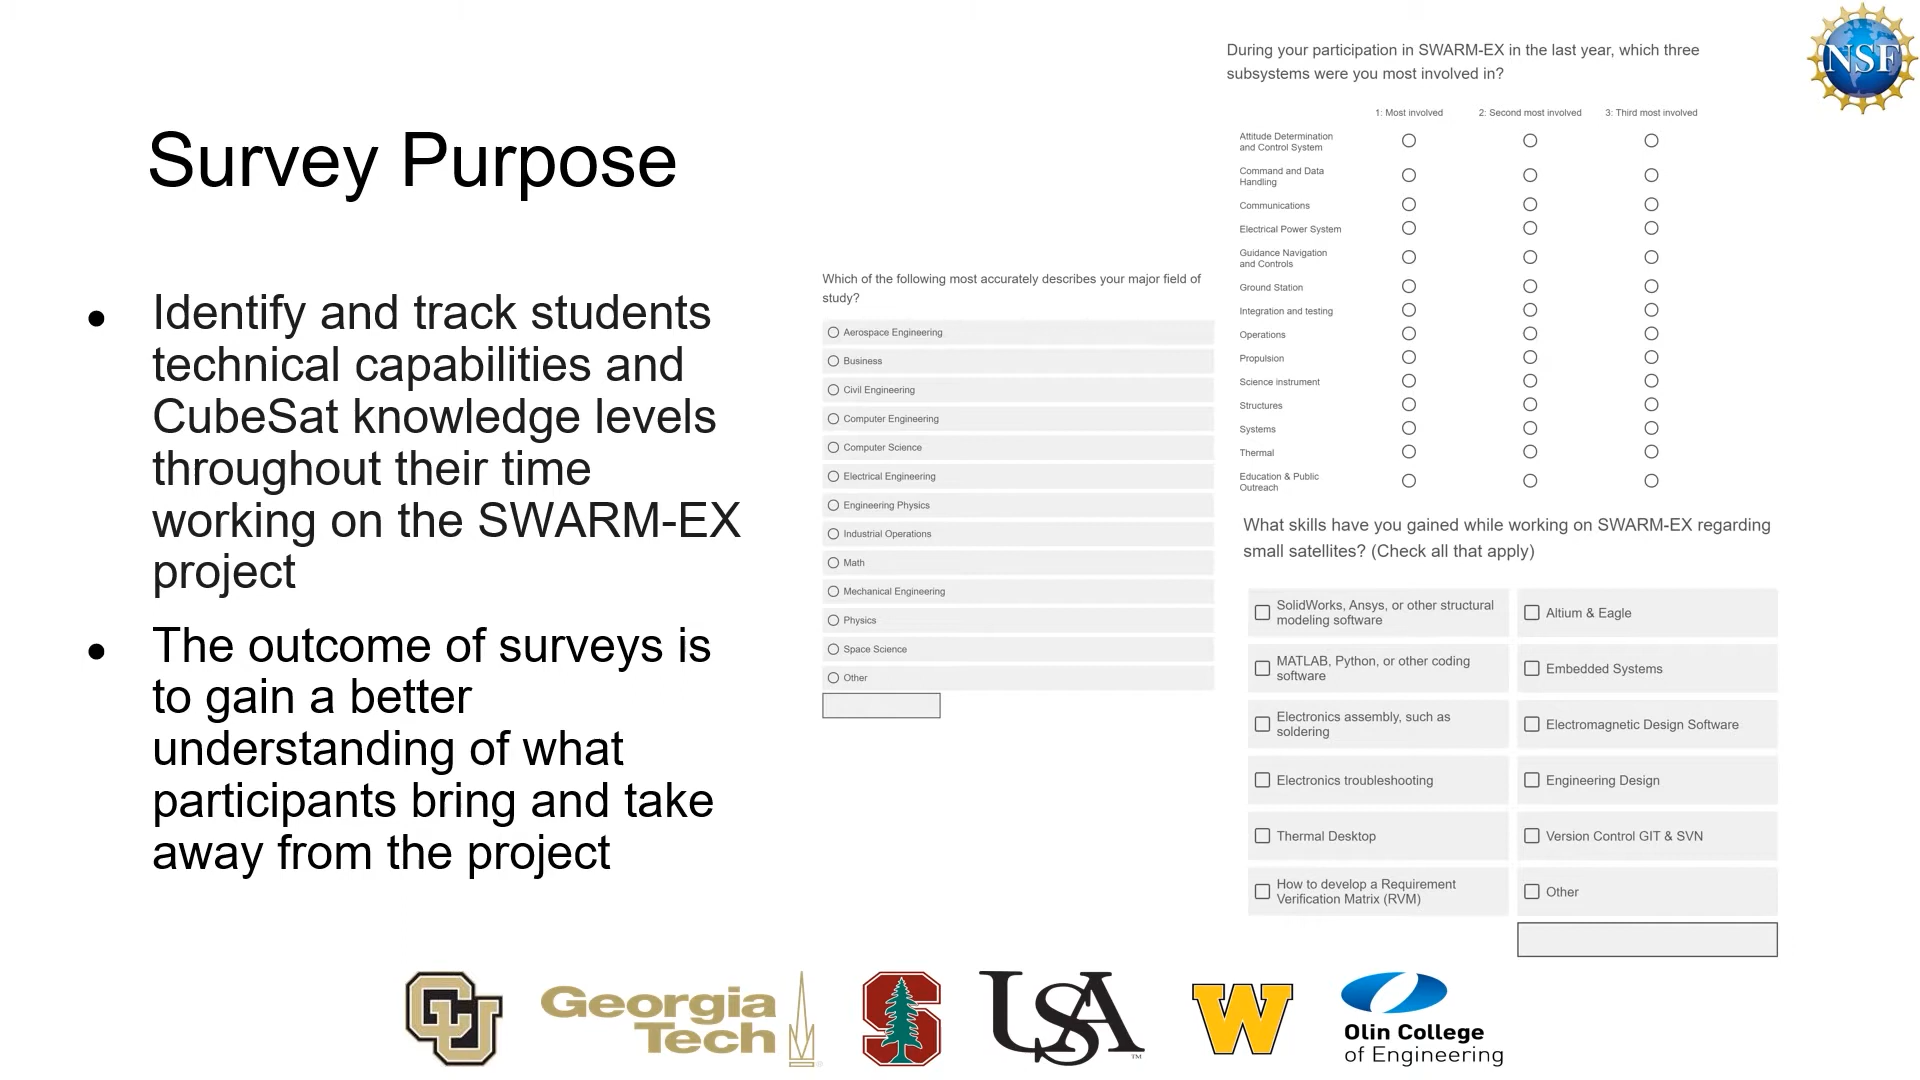 Survey Purpose
● Identify and track students
technical capabilities and
CubeSat knowledge levels
throughout their time
working on the SWARM-EX
project
● The outcome of surveys is
to gain a better
understanding of what
participants bring and take
away from the project
Which of the following most accurately describes your major field of
study?
Aerospace Engineering
Business
Civil Engineering
Computer Engineering
Computer Science
Electrical Engineering
Engineering Physics
Industrial Operations
Math
Mechanical Engineering
Physics
Space Science
Other
During your participation in SWARM-EX in the last year, which three
subsystems were you most involved in?
1: Most involved 2: Second most involved 3: Third most involved
Attitude Determination
and Control System
Command and Data
Handling
Communications
Electrical Power System
Guidance Navigation
and Controls
Ground Station
Integration and testing
Operations
Propulsion
Science instrument
Structures
Systems
Thermal
Education & Public
Outreach
What skills have you gained while working on SWARM-EX regarding
small satellites? (Check all that apply)
SolidWorks, Ansys, or other structural
modeling software
Altium & Eagle
MATLAB, Python, or other coding
software
Embedded Systems
Electronics assembly, such as
soldering
Electromagnetic Design Software
Electronics troubleshooting
Engineering Design
Thermal Desktop
Version Control GIT & SVN
How to develop a Requirement
Verification Matrix (RVM)
Other
NSF
CU
Georgia
Tech
S
USA
TM
W
Olin College
of Engineering